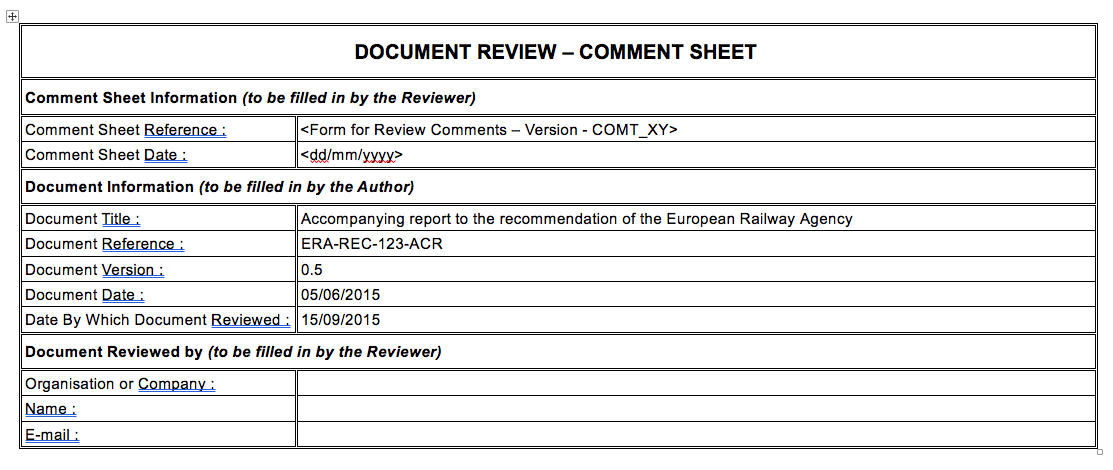 DOCUMENT REVIEW – COMMENT SHEET
Comment Sheet Information (to be filled in by the Reviewer)
Comment Sheet Reference : <Form for Review Comments – Version - COMT_XY>
Comment Sheet Date : <dd/mm/yyyy>
Document Information (to be filled in by the Author)
Document Title : Accompanying report to the recommendation of the European Railway Agency
Document Reference : ERA-REC-123-ACR
Document Version : 0.5
Document Date : 05/06/2015
Date By Which Document Reviewed : 15/09/2015
Document Reviewed by (to be filled in by the Reviewer)
Organisation or Company :
Name :
E-mail :